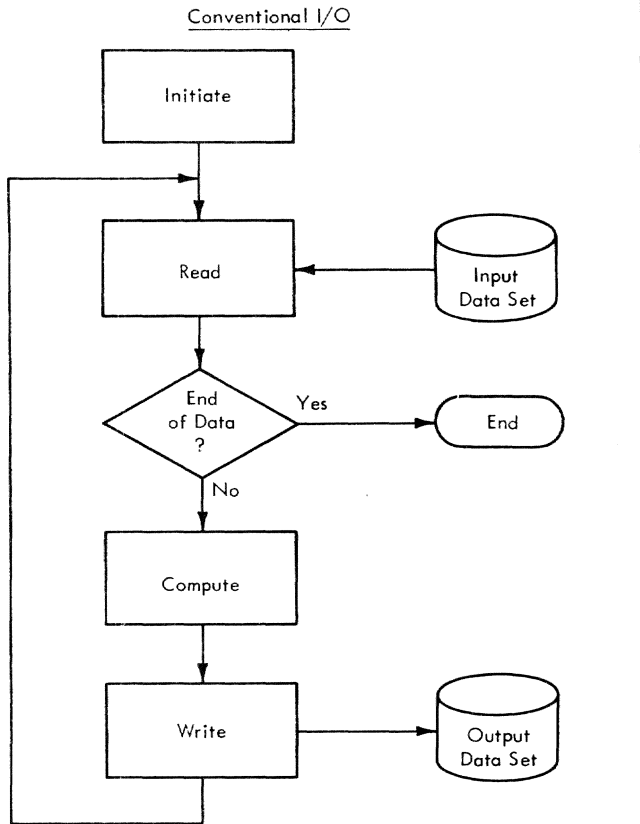 Conventional I/O
Initiate
Read
Input
Data Set
End
of Data
?
Yes
End
No
Compute
Write
Output
Data Set